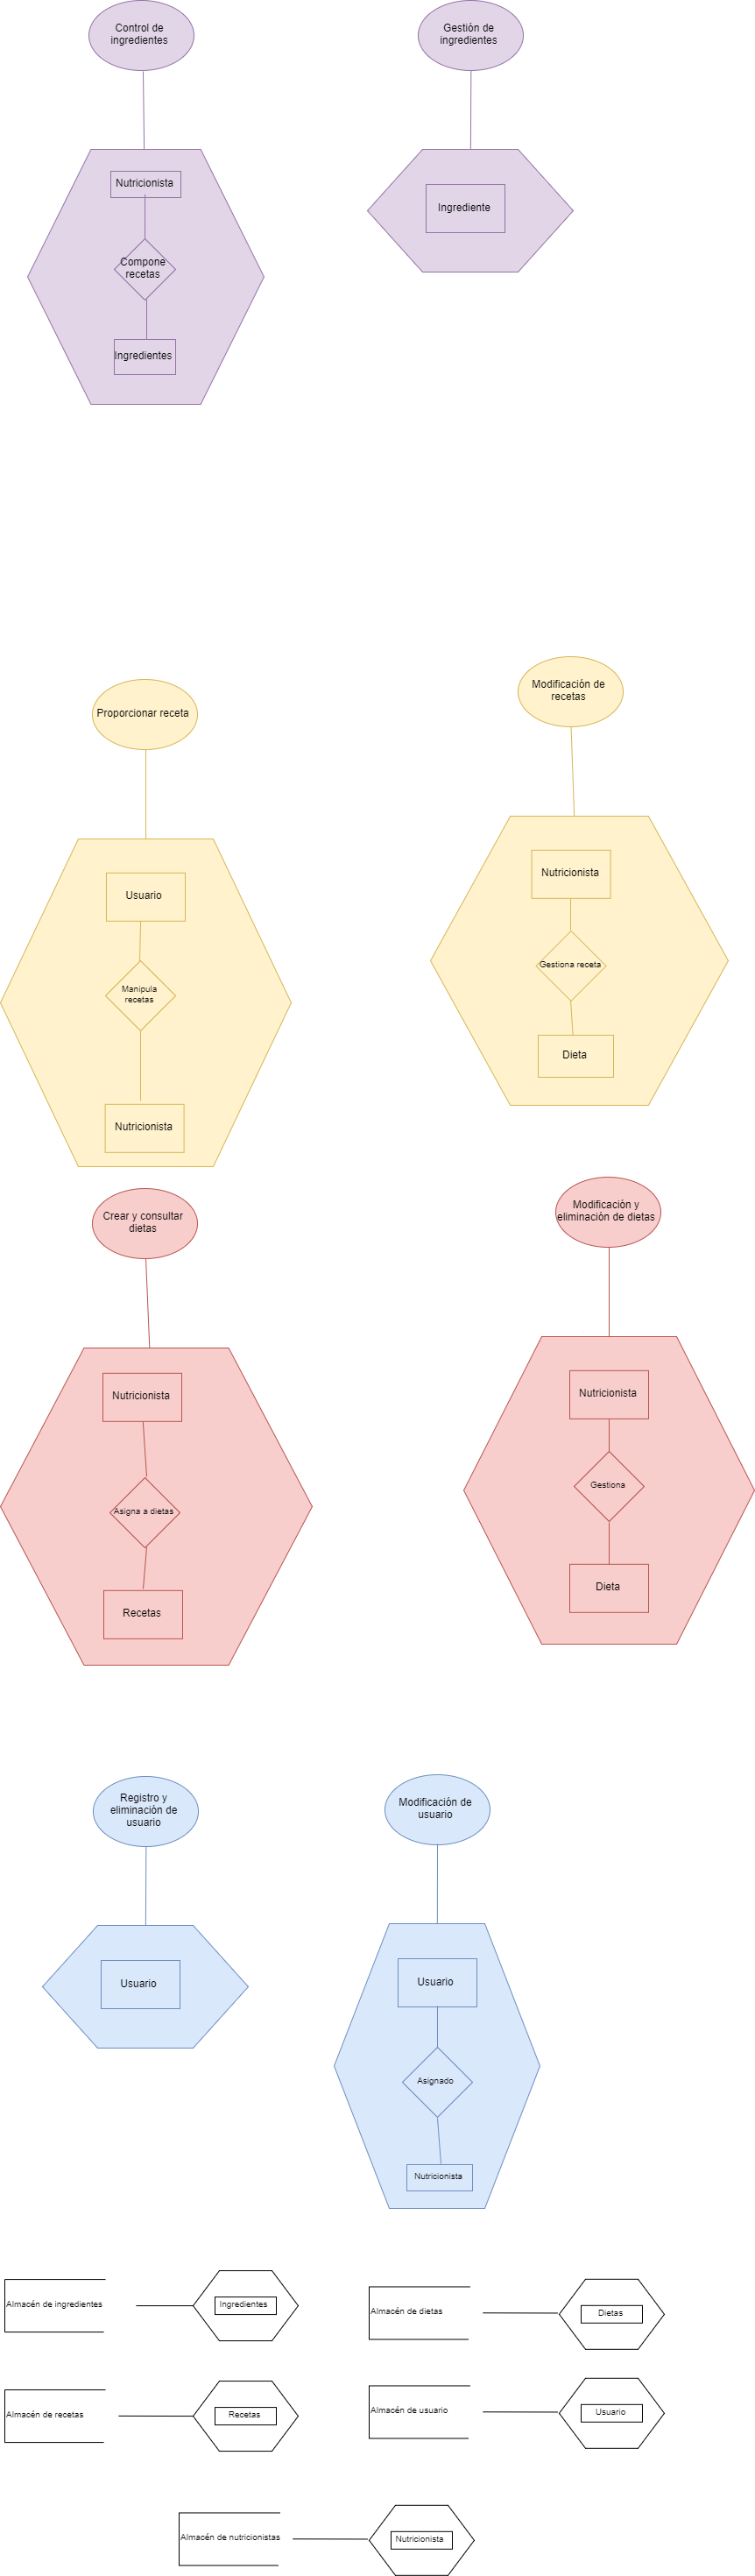 Control de
ingredientes
Gestión de
ingredientes
Nutricionista
Compone
recetas
Ingredientes
Ingrediente
Proporcionar receta
Modificación de
recetas
Usuario
Manipula
recetas
Nutricionista
Nutricionista
Gestiona receta
Dieta
Crear y consultar
dietas
Modificación y
eliminación de dietas
Nutricionista
Asigna a dietas
Recetas
Nutricionista
Gestiona
Dieta
Registro y
eliminación de
usuario
Modificación de
usuario
Usuario
Usuario
Asignado
Nutricionista
Almacén de ingredientes
Ingredientes
Almacén de dietas
Dietas
Almacén de recetas
Recetas
Almacén de usuario
Usuario
Almacén de nutricionistas
Nutricionista